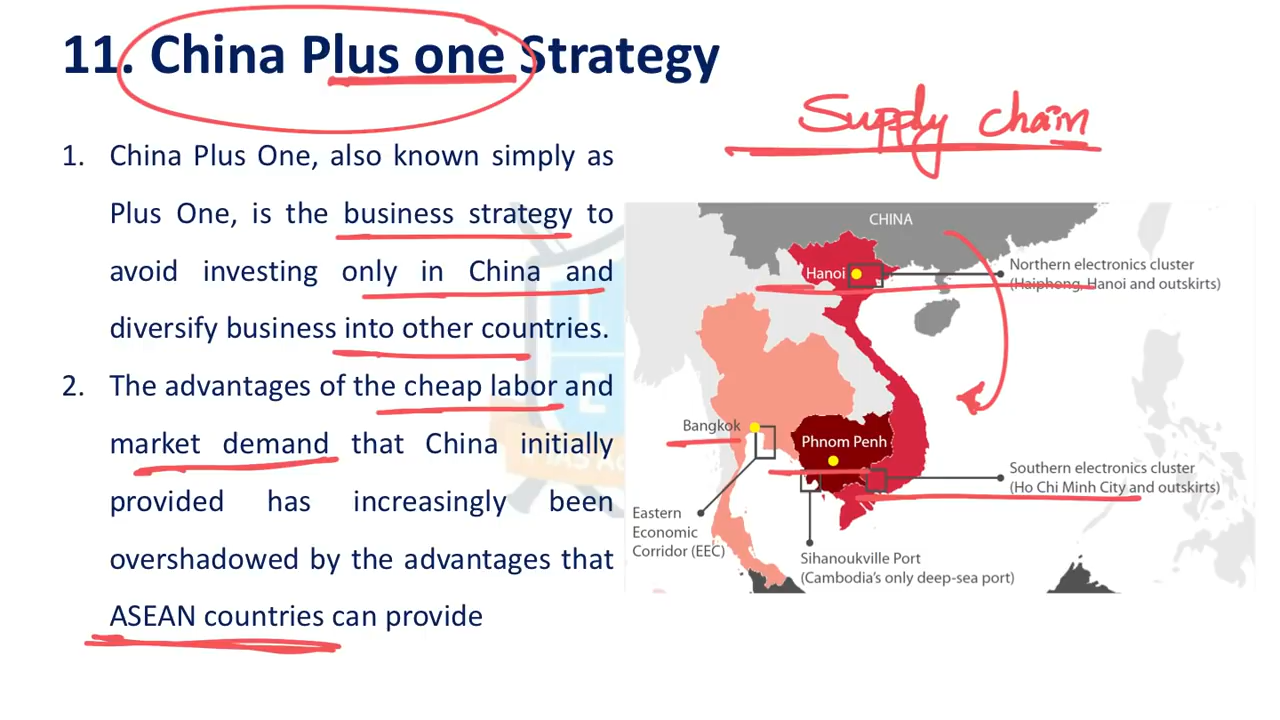 11. China Plus one Strategy
Supply chain
1. China Plus One, also known simply as
Plus One, is the business strategy to
avoid investing only in China and
diversify business into other countries.
2. The advantages of the cheap labor and
market demand that China initially
provided has increasingly been
overshadowed by the advantages that
ASEAN countries can provide
CHINA
Hanoi
Northern electronics cluster
(Haiphong, Hanoi and outskirts)
Bangkok
Phnom Penh
Southern electronics cluster
(Ho Chi Minh City and outskirts)
Eastern
Economic
Corridor (EEC)
Sihanoukville Port
(Cambodia's only deep-sea port)